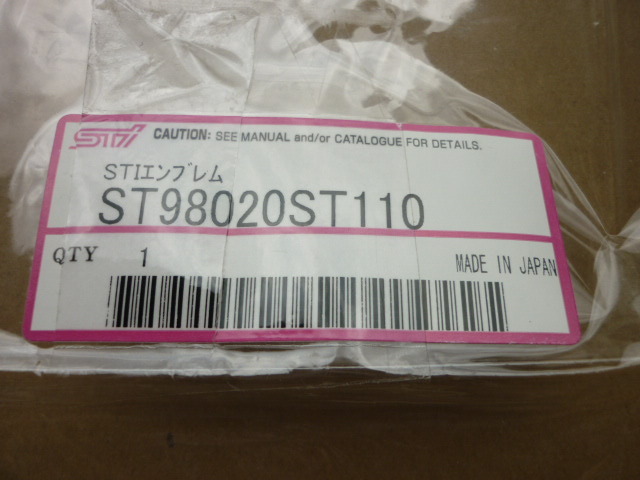 STI CAUTION: SEE MANUAL and/or CATALOGUE FOR DETAILS.
STIエンブレム
ST98020ST110
QTY 1 MADE IN JAPAN